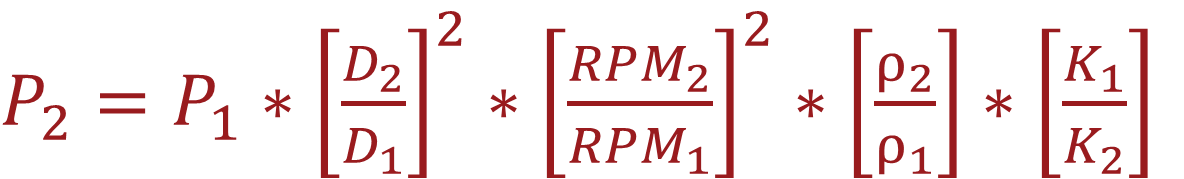 P₂ = P₁ * [D₂/D₁]² * [RPM₂/RPM₁]² * [ρ₂/ρ₁] * [K₁/K₂]